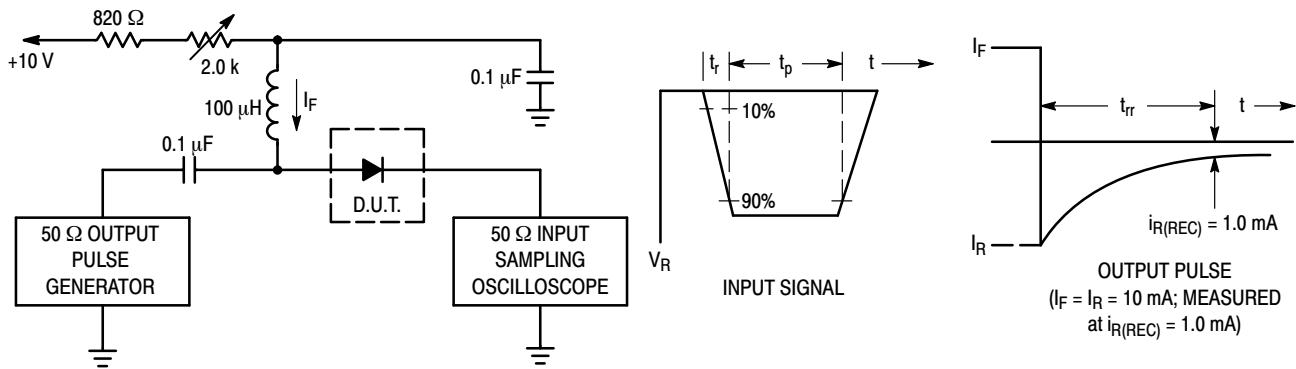 820 Ω
+10 V
2.0 k
100 μH
I_F
0.1 μF
0.1 μF
D.U.T.
50 Ω OUTPUT
PULSE
GENERATOR
50 Ω INPUT
SAMPLING
OSCILLOSCOPE
t_r
t_p
t
10%
90%
V_R
INPUT SIGNAL
I_F
t_rr
t
I_R
i_R(REC) = 1.0 mA
OUTPUT PULSE
(I_F = I_R = 10 mA; MEASURED
at i_R(REC) = 1.0 mA)